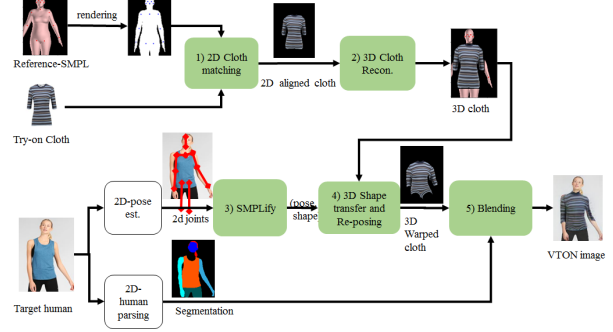 rendering
Reference-SMPL
1) 2D Cloth
matching
2D aligned cloth
2) 3D Cloth
Recon.
3D cloth
Try-on Cloth
2D-pose
est.
2d joints
3) SMPLify
(pose,
shape)
4) 3D Shape
transfer and
Re-posing
3D
Warped
cloth
5) Blending
VTON image
Target human
2D-
human
parsing
Segmentation